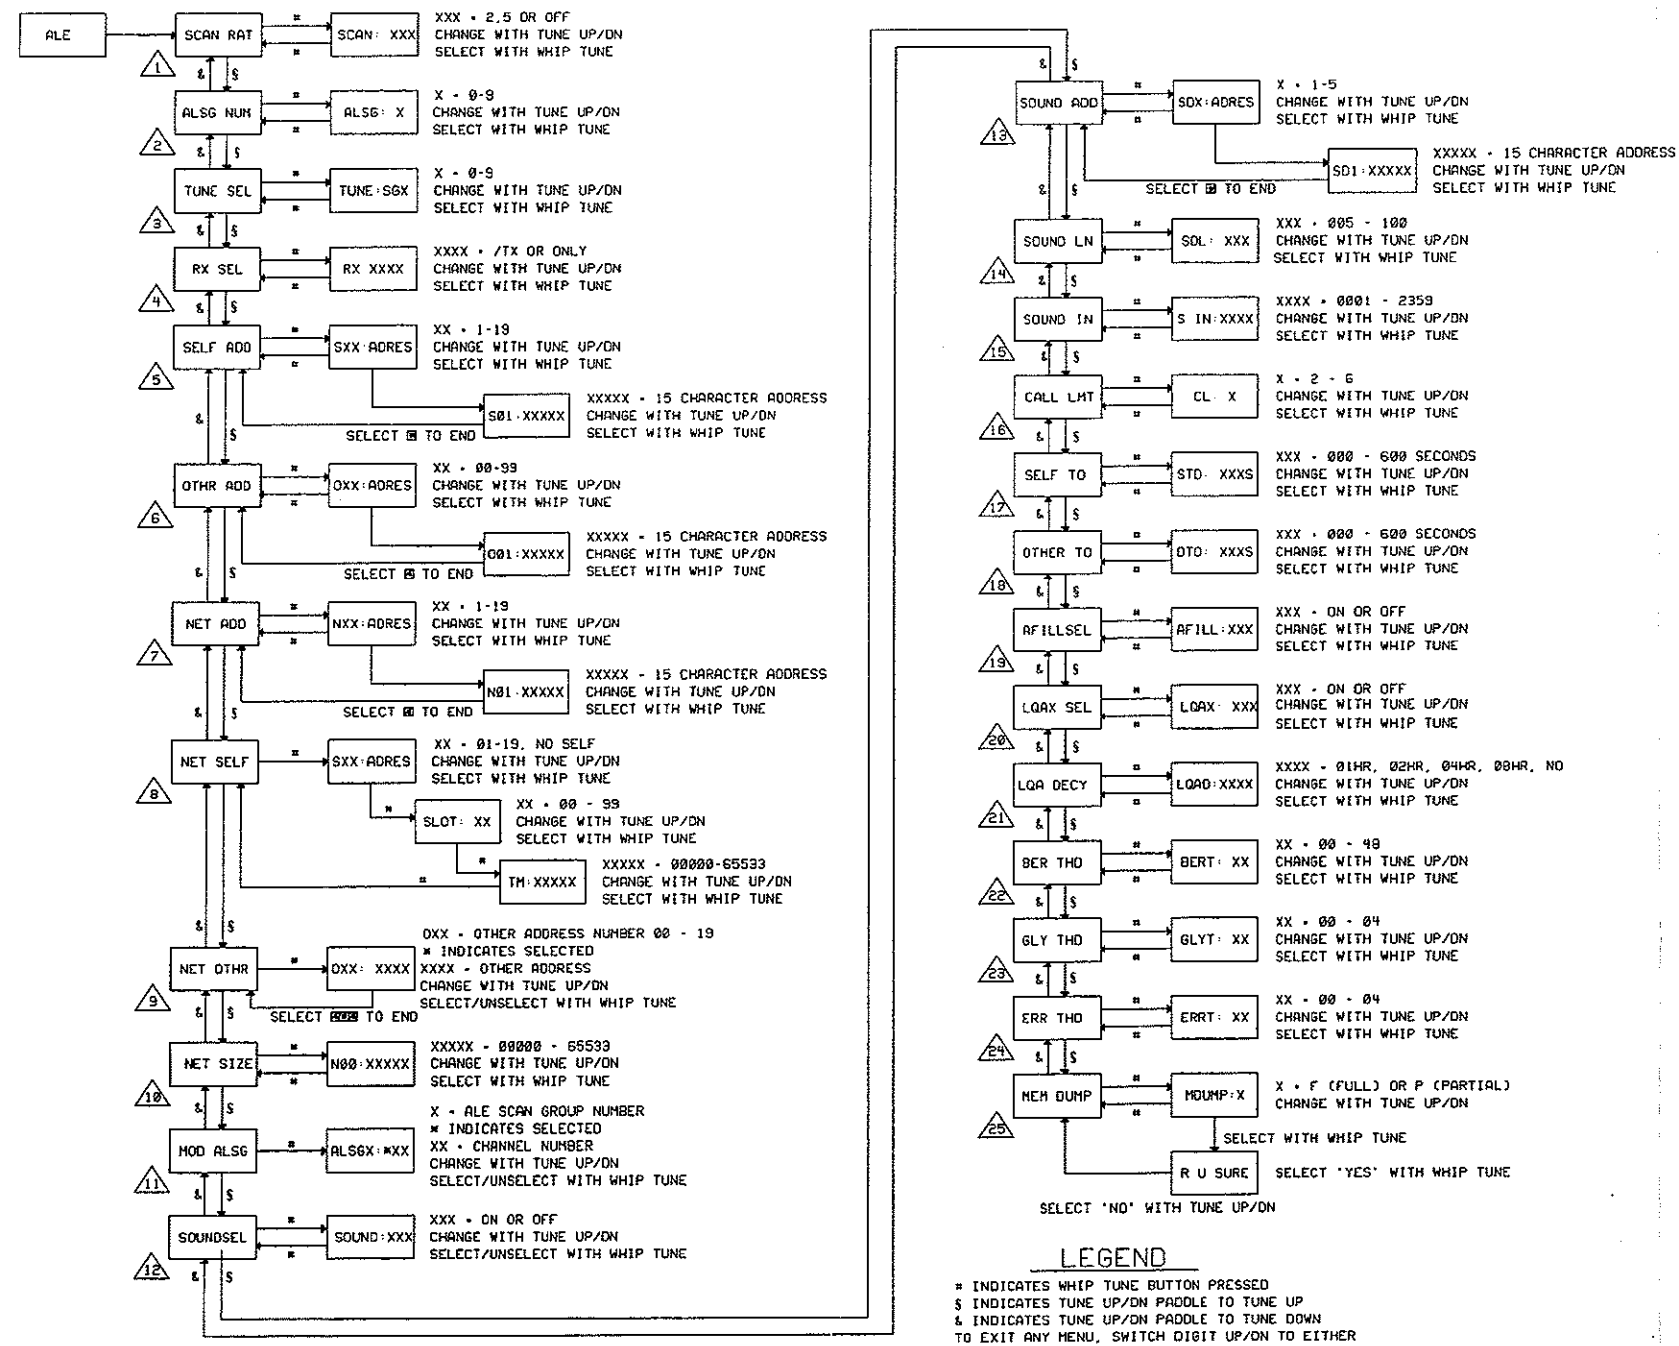 ALE
SCAN RAT
SCAN: XXX
XXX - 2,5 OR OFF
CHANGE WITH TUNE UP/DN
SELECT WITH WHIP TUNE
1
&
§
ALSG NUM
ALSG: X
X - 0-9
CHANGE WITH TUNE UP/DN
SELECT WITH WHIP TUNE
2
&
§
TUNE SEL
TUNE:SGX
X - 0-9
CHANGE WITH TUNE UP/DN
SELECT WITH WHIP TUNE
3
&
§
RX SEL
RX XXXX
XXXX - /TX OR ONLY
CHANGE WITH TUNE UP/DN
SELECT WITH WHIP TUNE
4
&
§
SELF ADD
SXX:ADRES
XX - 1-19
CHANGE WITH TUNE UP/DN
SELECT WITH WHIP TUNE
5
S01:XXXXX
XXXXX - 15 CHARACTER ADDRESS
CHANGE WITH TUNE UP/DN
SELECT WITH WHIP TUNE
SELECT TO END
&
§
OTHR ADD
OXX:ADRES
XX - 00-99
CHANGE WITH TUNE UP/DN
SELECT WITH WHIP TUNE
6
O01:XXXXX
XXXXX - 15 CHARACTER ADDRESS
CHANGE WITH TUNE UP/DN
SELECT WITH WHIP TUNE
SELECT TO END
&
§
NET ADD
NXX:ADRES
XX - 1-19
CHANGE WITH TUNE UP/DN
SELECT WITH WHIP TUNE
7
N01:XXXXX
XXXXX - 15 CHARACTER ADDRESS
CHANGE WITH TUNE UP/DN
SELECT WITH WHIP TUNE
SELECT TO END
&
§
NET SELF
SXX:ADRES
XX - 01-19, NO SELF
CHANGE WITH TUNE UP/DN
SELECT WITH WHIP TUNE
8
SLOT: XX
XX - 00 - 99
CHANGE WITH TUNE UP/DN
SELECT WITH WHIP TUNE
TM:XXXXX
XXXXX - 00000-65533
CHANGE WITH TUNE UP/DN
SELECT WITH WHIP TUNE
&
§
NET OTHR
OXX: XXXX
OXX - OTHER ADDRESS NUMBER 00 - 19
* INDICATES SELECTED
XXXX - OTHER ADDRESS
CHANGE WITH TUNE UP/DN
SELECT/UNSELECT WITH WHIP TUNE
9
SELECT TO END
&
§
NET SIZE
N00:XXXXX
XXXXX - 00000 - 65533
CHANGE WITH TUNE UP/DN
SELECT WITH WHIP TUNE
10
&
§
MOD ALSG
ALSGX:*XX
X - ALE SCAN GROUP NUMBER
* INDICATES SELECTED
XX - CHANNEL NUMBER
CHANGE WITH TUNE UP/DN
SELECT/UNSELECT WITH WHIP TUNE
11
&
§
SOUNDSEL
SOUND:XXX
XXX - ON OR OFF
CHANGE WITH TUNE UP/DN
SELECT/UNSELECT WITH WHIP TUNE
12
&
§
&
§
SOUND ADD
SDX:ADRES
X - 1-5
CHANGE WITH TUNE UP/DN
SELECT WITH WHIP TUNE
13
SD1:XXXXX
XXXXX - 15 CHARACTER ADDRESS
CHANGE WITH TUNE UP/DN
SELECT WITH WHIP TUNE
SELECT TO END
&
§
SOUND LN
SDL: XXX
XXX - 005 - 100
CHANGE WITH TUNE UP/DN
SELECT WITH WHIP TUNE
14
&
§
SOUND IN
S IN:XXXX
XXXX - 0001 - 2359
CHANGE WITH TUNE UP/DN
SELECT WITH WHIP TUNE
15
&
§
CALL LMT
CL: X
X - 2 - 6
CHANGE WITH TUNE UP/DN
SELECT WITH WHIP TUNE
16
&
§
SELF TO
STO: XXXS
XXX - 000 - 600 SECONDS
CHANGE WITH TUNE UP/DN
SELECT WITH WHIP TUNE
17
&
§
OTHER TO
OTO: XXXS
XXX - 000 - 600 SECONDS
CHANGE WITH TUNE UP/DN
SELECT WITH WHIP TUNE
18
&
§
AFILLSEL
AFILL:XXX
XXX - ON OR OFF
CHANGE WITH TUNE UP/DN
SELECT WITH WHIP TUNE
19
&
§
LQAX SEL
LQAX: XXX
XXX - ON OR OFF
CHANGE WITH TUNE UP/DN
SELECT WITH WHIP TUNE
20
&
§
LQA DECY
LQAD:XXXX
XXXX - 01HR, 02HR, 04HR, 08HR, NO
CHANGE WITH TUNE UP/DN
SELECT WITH WHIP TUNE
21
&
§
BER THD
BERT: XX
XX - 00 - 48
CHANGE WITH TUNE UP/DN
SELECT WITH WHIP TUNE
22
&
§
GLY THD
GLYT: XX
XX - 00 - 04
CHANGE WITH TUNE UP/DN
SELECT WITH WHIP TUNE
23
&
§
ERR THD
ERRT: XX
XX - 00 - 04
CHANGE WITH TUNE UP/DN
SELECT WITH WHIP TUNE
24
&
§
MEM DUMP
MDUMP:X
X - F (FULL) OR P (PARTIAL)
CHANGE WITH TUNE UP/DN
25
SELECT WITH WHIP TUNE
R U SURE
SELECT 'YES' WITH WHIP TUNE
SELECT 'NO' WITH TUNE UP/DN
LEGEND
# INDICATES WHIP TUNE BUTTON PRESSED
§ INDICATES TUNE UP/DN PADDLE TO TUNE UP
& INDICATES TUNE UP/DN PADDLE TO TUNE DOWN
TO EXIT ANY MENU, SWITCH DIGIT UP/DN TO EITHER